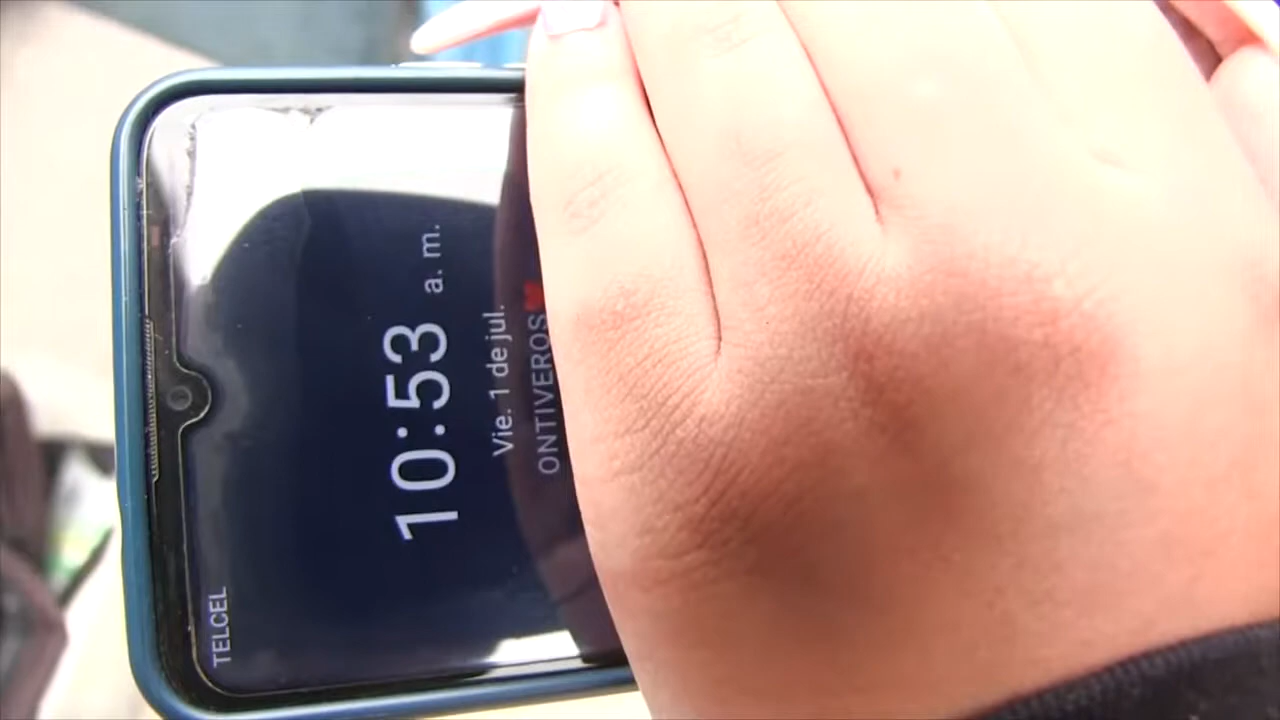 TELCEL
10:53 a. m.
Vie. 1 de jul.
ONTIVEROS♥️